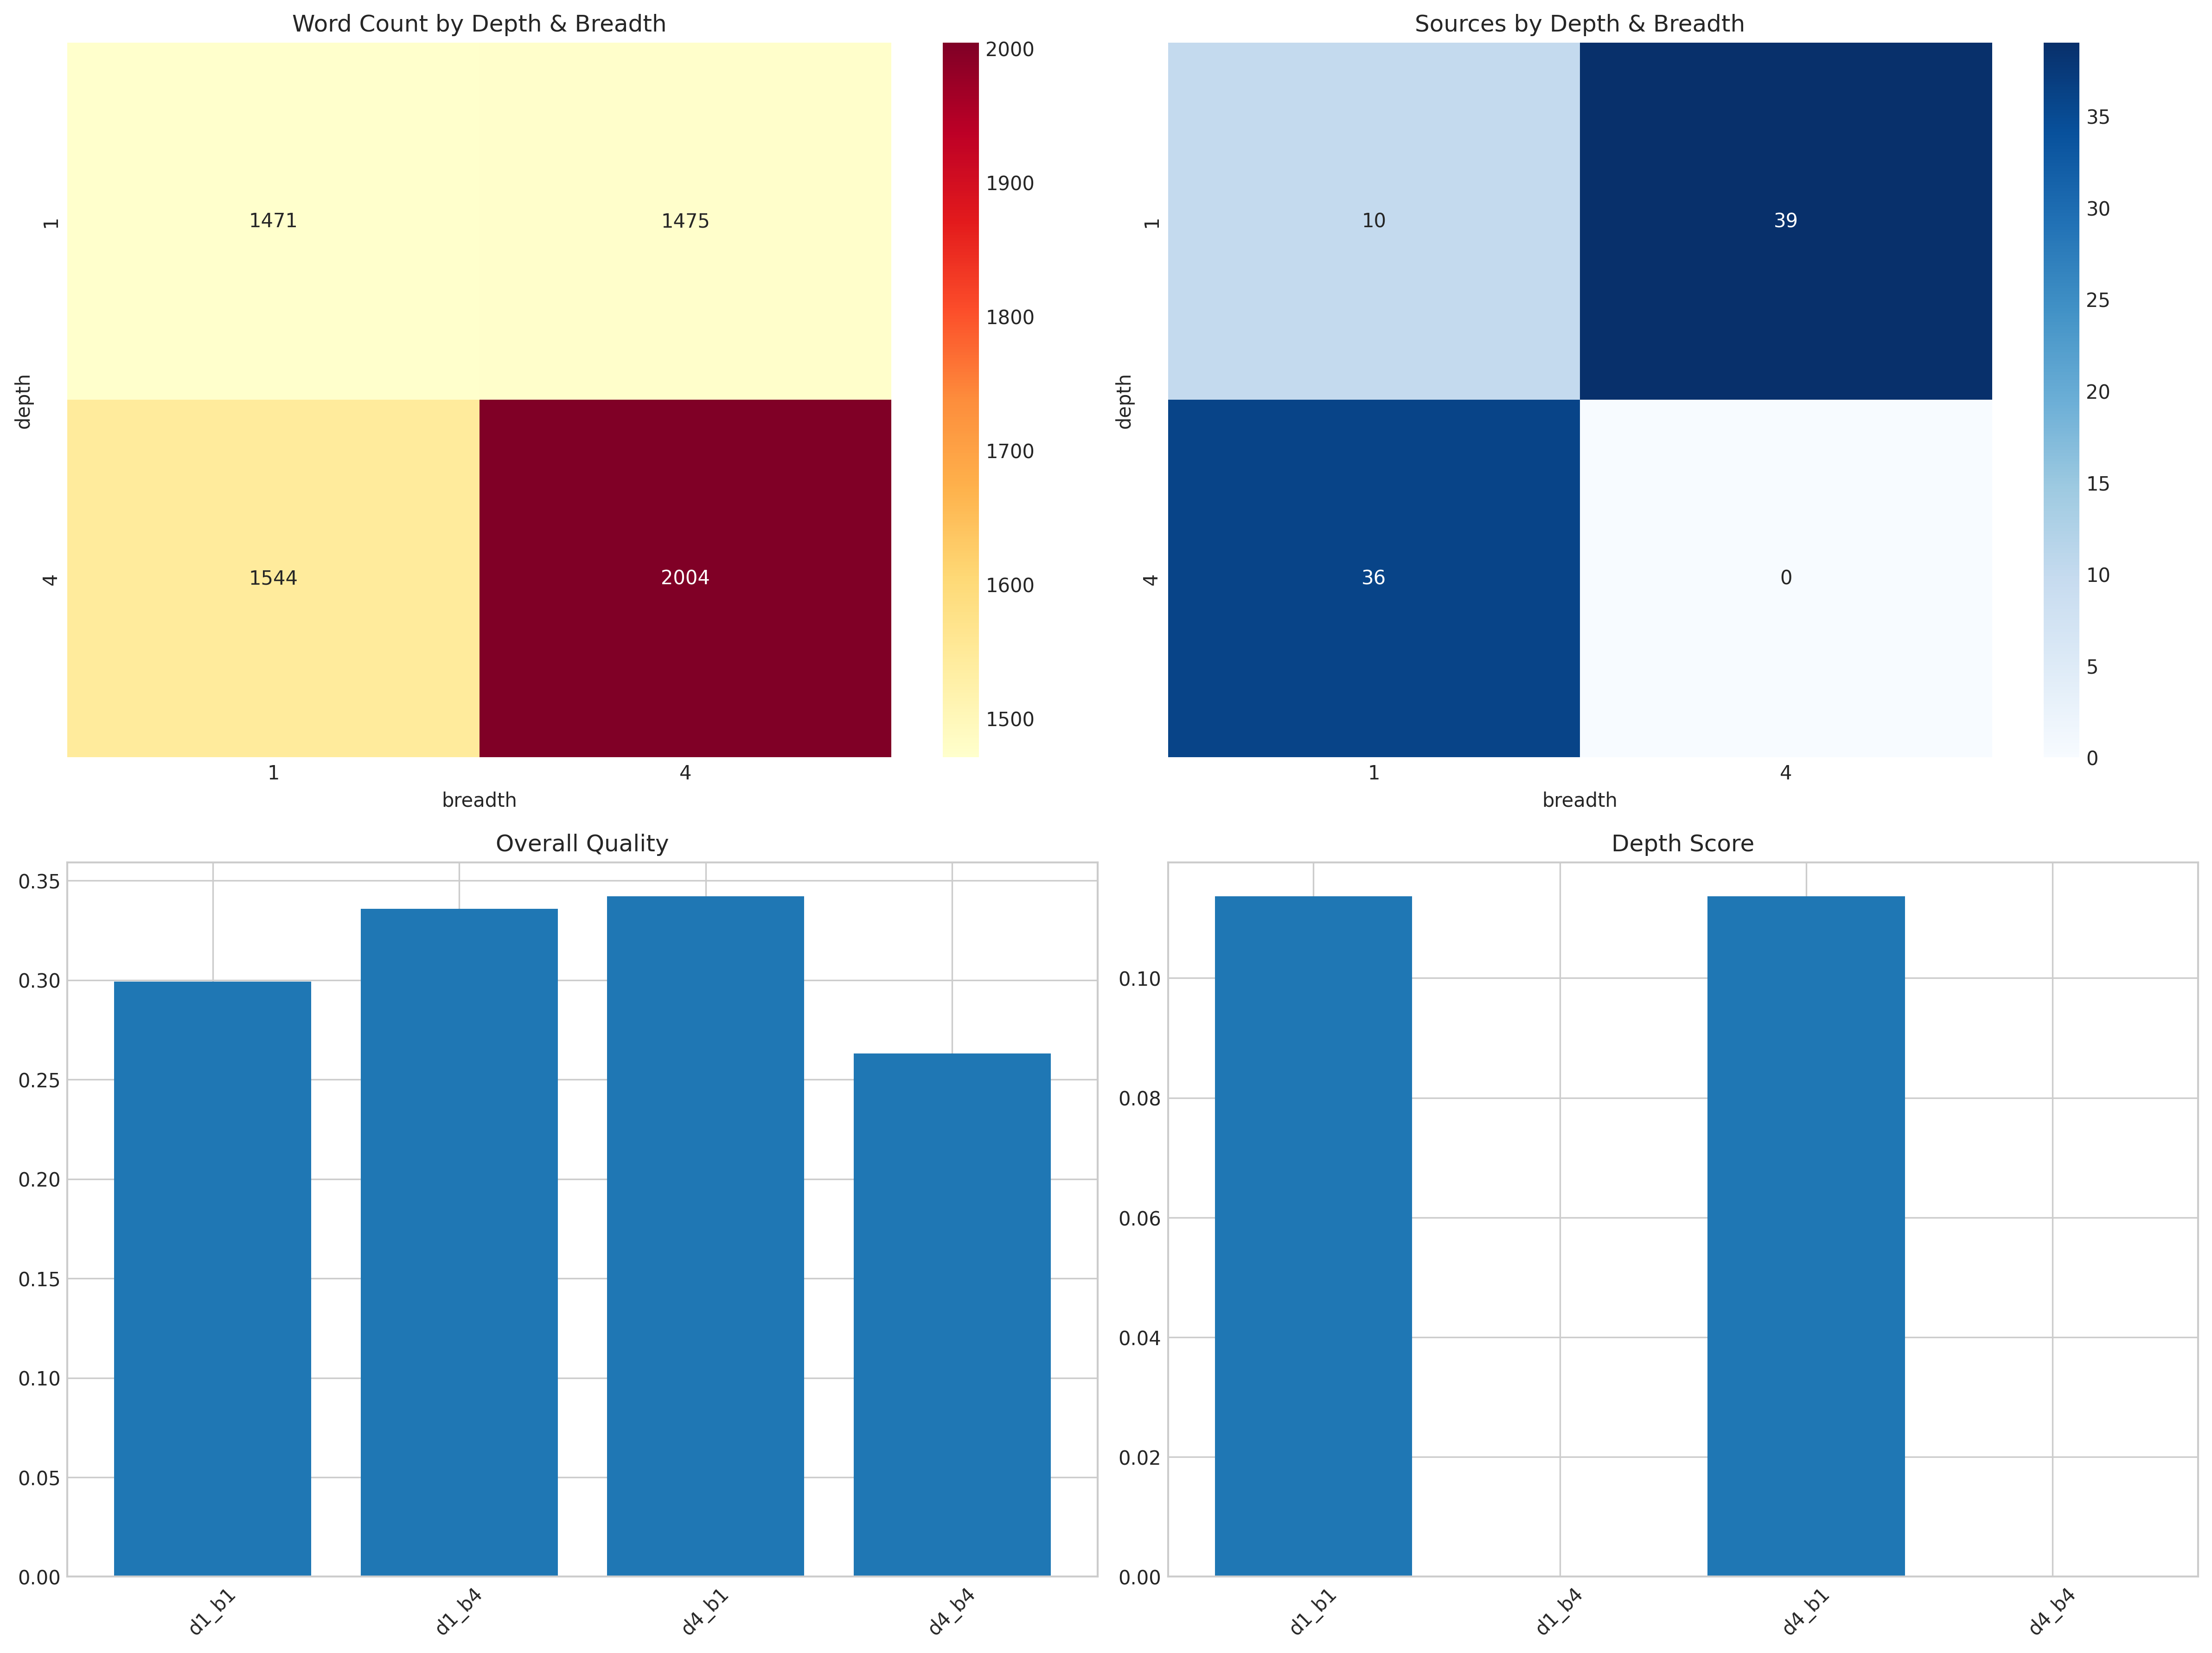 Word Count by Depth & Breadth
1471
1475
1544
2004
1
4
depth
1
4
breadth
2000
1900
1800
1700
1600
1500
Sources by Depth & Breadth
10
39
36
0
1
4
depth
1
4
breadth
35
30
25
20
15
10
5
0
Overall Quality
0.35
0.30
0.25
0.20
0.15
0.10
0.05
0.00
d1_b1
d1_b4
d4_b1
d4_b4
Depth Score
0.10
0.08
0.06
0.04
0.02
0.00
d1_b1
d1_b4
d4_b1
d4_b4